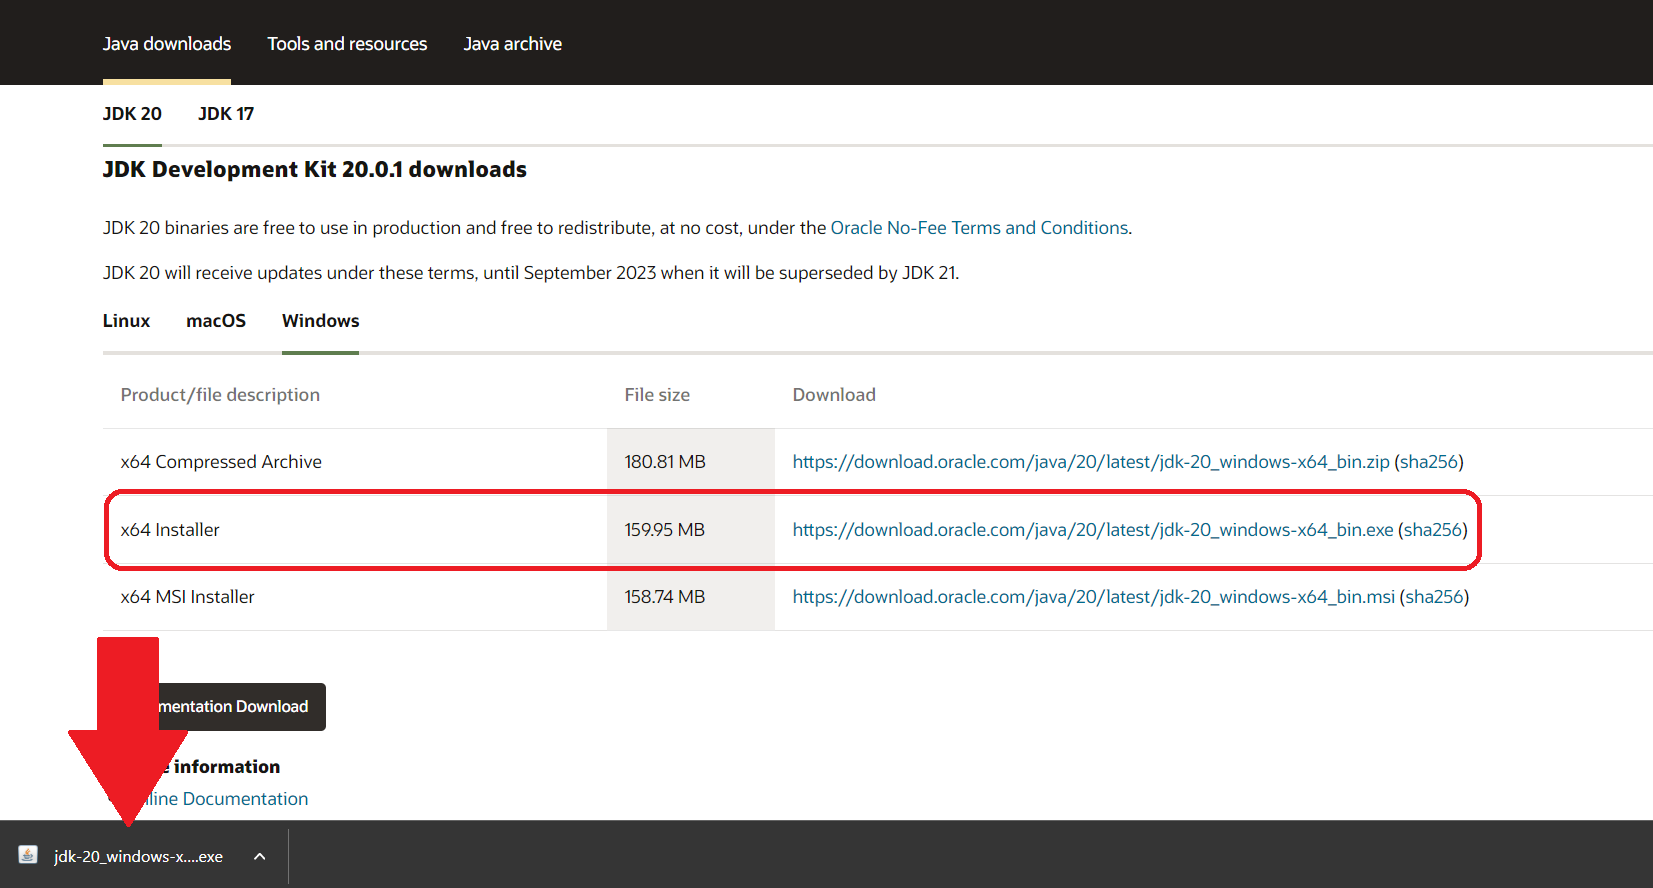 Java downloads Tools and resources Java archive
JDK 20 JDK 17
JDK Development Kit 20.0.1 downloads
JDK 20 binaries are free to use in production and free to redistribute, at no cost, under the Oracle No-Fee Terms and Conditions.
JDK 20 will receive updates under these terms, until September 2023 when it will be superseded by JDK 21.
Linux macOS Windows
Product/file description File size Download
x64 Compressed Archive 180.81 MB https://download.oracle.com/java/20/latest/jdk-20_windows-x64_bin.zip (sha256)
x64 Installer 159.95 MB https://download.oracle.com/java/20/latest/jdk-20_windows-x64_bin.exe (sha256)
x64 MSI Installer 158.74 MB https://download.oracle.com/java/20/latest/jdk-20_windows-x64_bin.msi (sha256)
mentation Download
e information
line Documentation
jdk-20_windows-x....exe